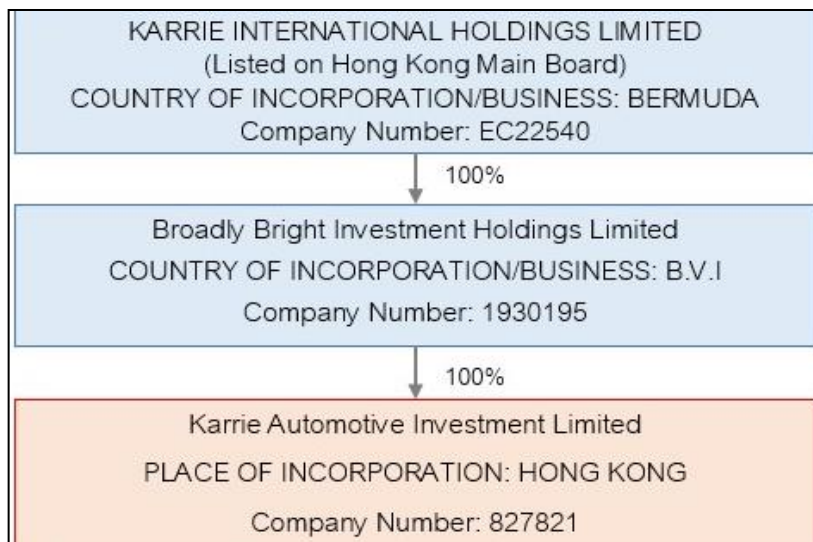 KARRIE INTERNATIONAL HOLDINGS LIMITED
(Listed on Hong Kong Main Board)
COUNTRY OF INCORPORATION/BUSINESS: BERMUDA
Company Number: EC22540
100%
Broadly Bright Investment Holdings Limited
COUNTRY OF INCORPORATION/BUSINESS: B.V.I
Company Number: 1930195
100%
Karrie Automotive Investment Limited
PLACE OF INCORPORATION: HONG KONG
Company Number: 827821